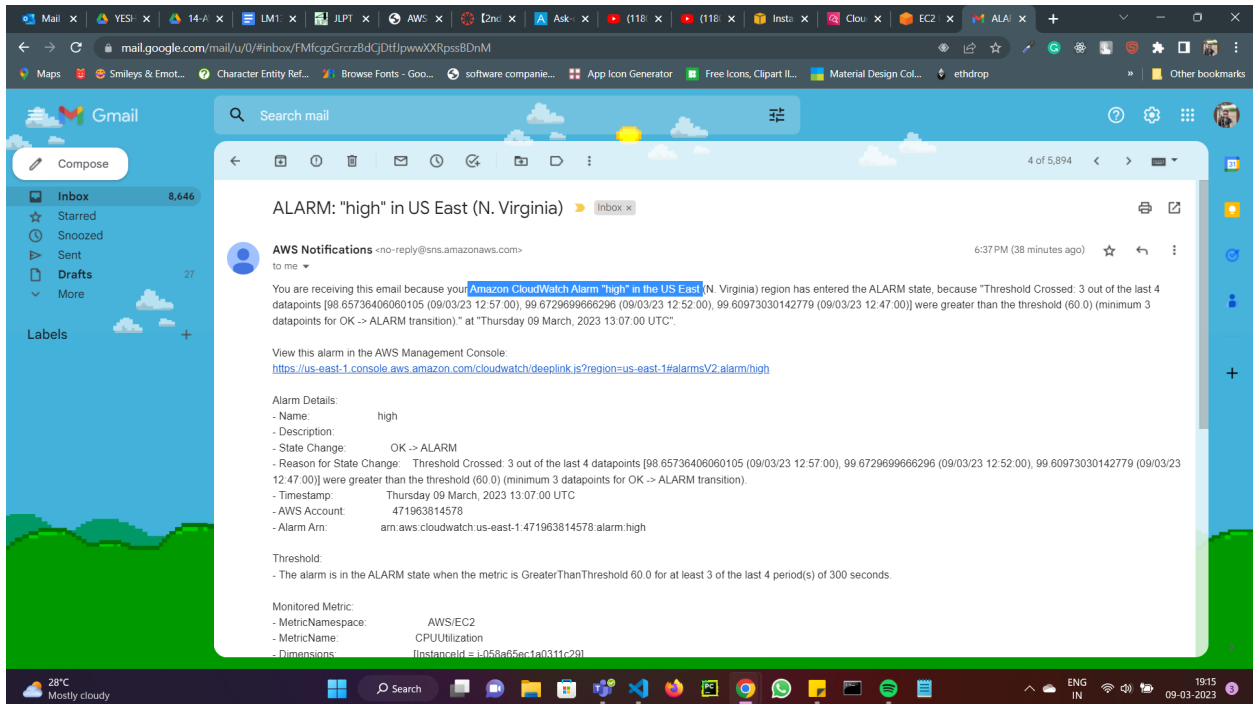 Mail
YESH
14-A
LM1
JLPT
AWS
[2nd
Ask-
(118(
(118(
Insta
Clou
EC2
ALAI
mail.google.com/mail/u/0/#inbox/FMfcgzGrcrzBdCjDtfJpwwXXRpssBDnM
Maps
Smileys & Emot...
Character Entity Ref...
Browse Fonts - Goo...
software companie...
App Icon Generator
Free Icons, Clipart Il...
Material Design Col...
ethdrop
»
Other bookmarks
Gmail
Search mail
Compose
4 of 5,894
Inbox 8,646
Starred
Snoozed
Sent
Drafts 27
More
Labels
ALARM: "high" in US East (N. Virginia)
Inbox ×
AWS Notifications <no-reply@sns.amazonaws.com>
6:37 PM (38 minutes ago)
to me
You are receiving this email because your Amazon CloudWatch Alarm "high" in the US East (N. Virginia) region has entered the ALARM state, because "Threshold Crossed: 3 out of the last 4
datapoints [98.65736406060105 (09/03/23 12:57:00), 99.6729699666296 (09/03/23 12:52:00), 99.60973030142779 (09/03/23 12:47:00)] were greater than the threshold (60.0) (minimum 3
datapoints for OK -> ALARM transition)." at "Thursday 09 March, 2023 13:07:00 UTC".
View this alarm in the AWS Management Console:
https://us-east-1.console.aws.amazon.com/cloudwatch/deeplink.js?region=us-east-1#alarmsV2:alarm/high
Alarm Details:
- Name: high
- Description:
- State Change: OK -> ALARM
- Reason for State Change: Threshold Crossed: 3 out of the last 4 datapoints [98.65736406060105 (09/03/23 12:57:00), 99.6729699666296 (09/03/23 12:52:00), 99.60973030142779 (09/03/23
12:47:00)] were greater than the threshold (60.0) (minimum 3 datapoints for OK -> ALARM transition).
- Timestamp: Thursday 09 March, 2023 13:07:00 UTC
- AWS Account: 471963814578
- Alarm Arn: arn:aws:cloudwatch:us-east-1:471963814578:alarm:high
Threshold:
- The alarm is in the ALARM state when the metric is GreaterThanThreshold 60.0 for at least 3 of the last 4 period(s) of 300 seconds.
Monitored Metric:
- MetricNamespace: AWS/EC2
- MetricName: CPUUtilization
- Dimensions: [InstanceId = i-058a65ec1a0311c29]
28°C
Mostly cloudy
Search
ENG
IN
19:15
09-03-2023
3